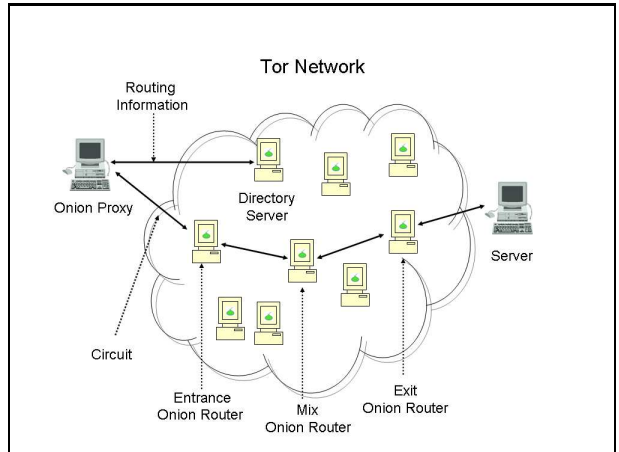 Tor Network
Routing
Information
Onion Proxy
Directory
Server
Server
Circuit
Entrance
Onion Router
Mix
Onion Router
Exit
Onion Router